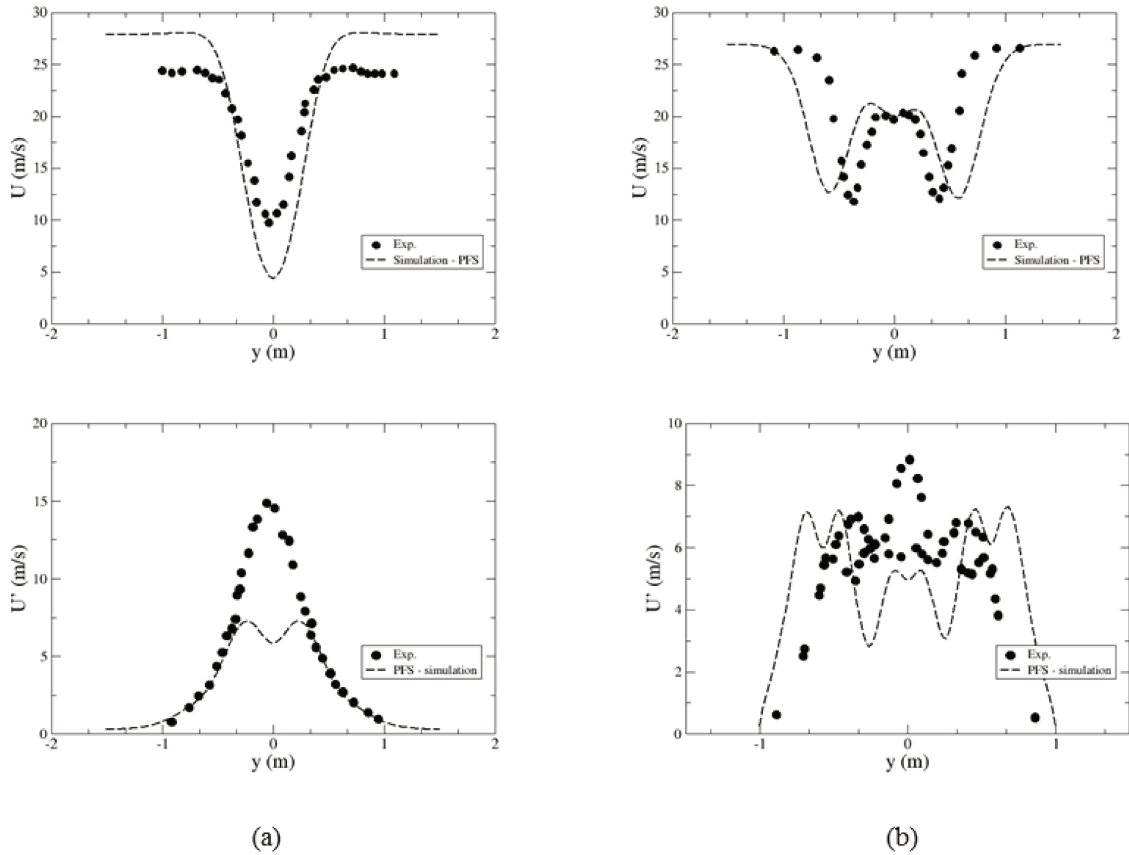 30
25
20
15
10
5
0
U (m/s)
-2
-1
0
1
2
y (m)
Exp.
Simulation - PFS
30
25
20
15
10
5
0
U (m/s)
-2
-1
0
1
2
y (m)
Exp.
Simulation - PFS
20
15
10
5
0
U' (m/s)
-2
-1
0
1
2
y (m)
Exp.
PFS - simulation
10
8
6
4
2
0
U' (m/s)
-1
0
1
y (m)
Exp.
PFS - simulation
(a)
(b)